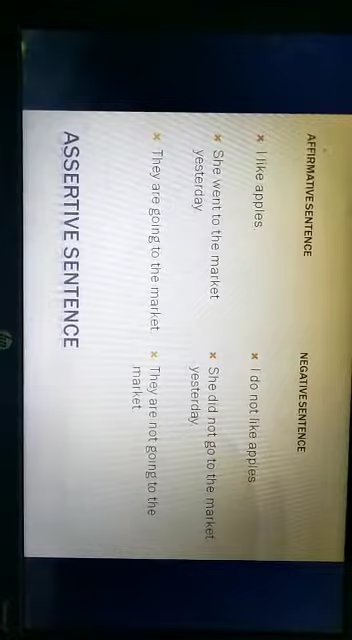 AFFIRMATIVE SENTENCE
NEGATIVE SENTENCE
× I like apples
× I do not like apples
× She went to the market
yesterday
× She did not go to the market
yesterday
× They are going to the market
× They are not going to the
market
ASSERTIVE SENTENCE
hp